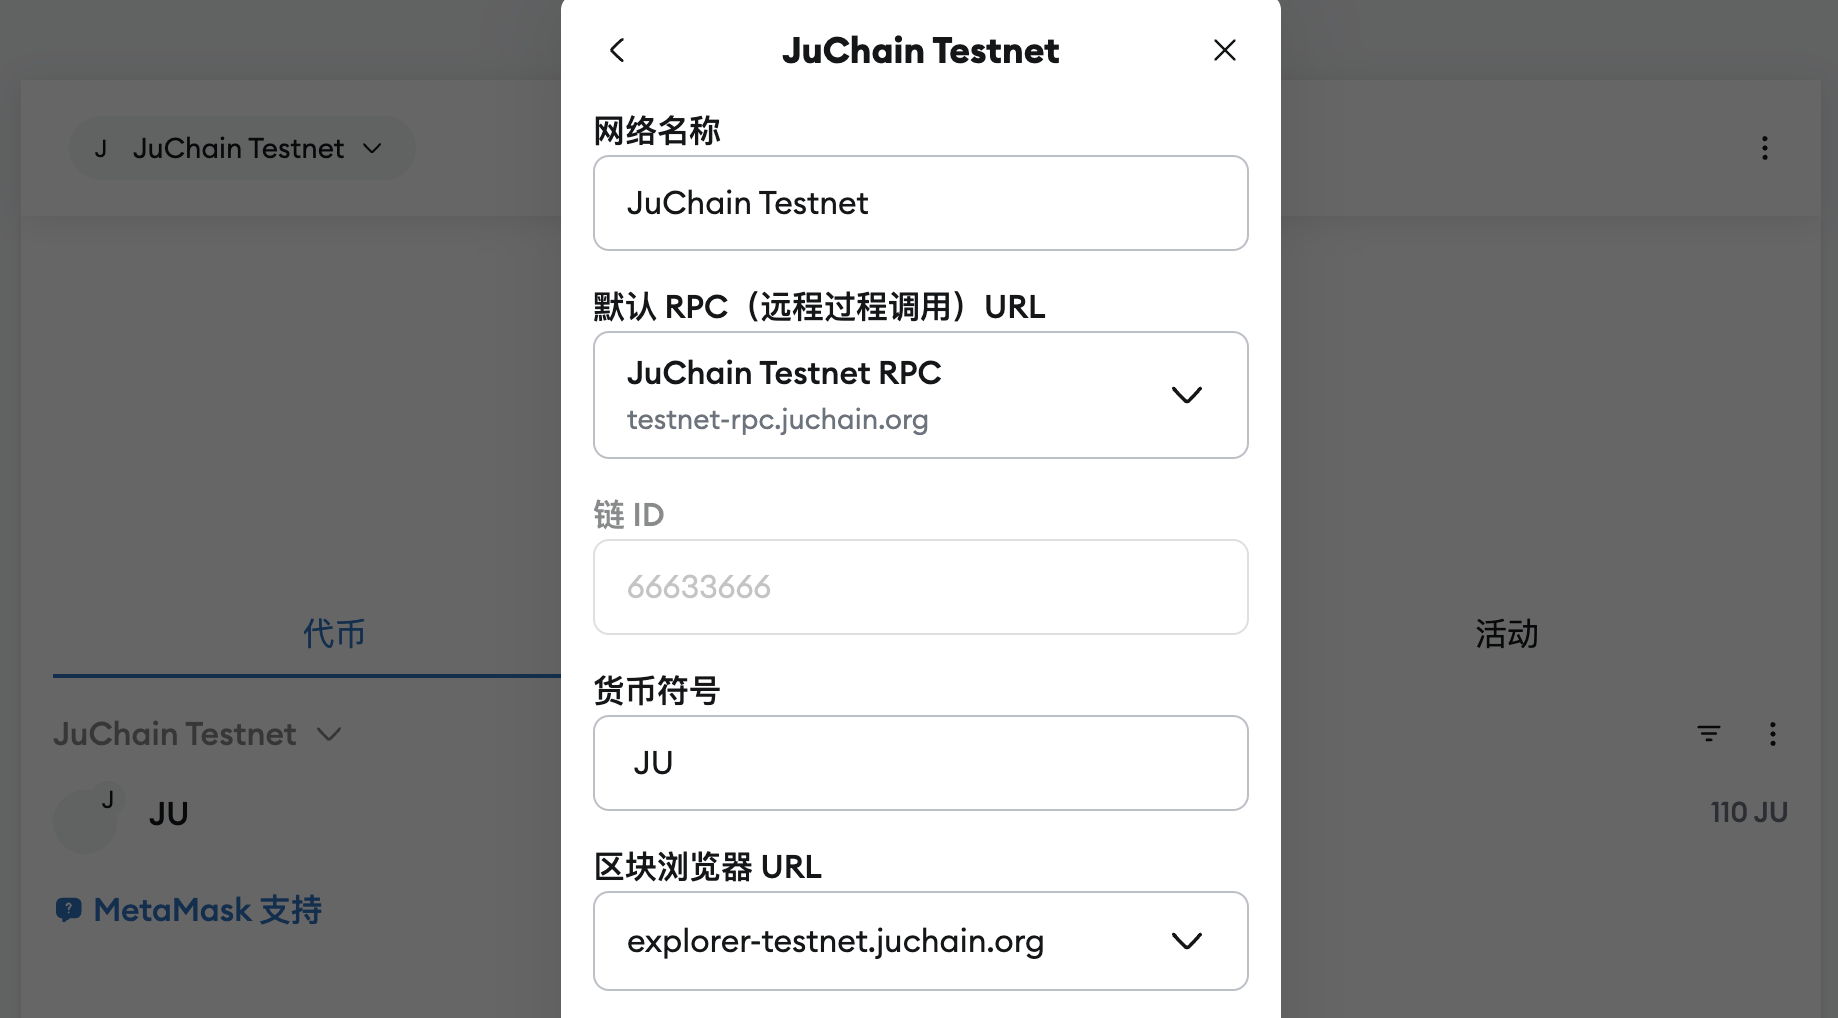 JuChain Testnet
J JuChain Testnet
网络名称
JuChain Testnet
默认 RPC（远程过程调用）URL
JuChain Testnet RPC
testnet-rpc.juchain.org
链 ID
66633666
代币
活动
货币符号
JuChain Testnet
JU
J
JU
110 JU
区块浏览器 URL
MetaMask 支持
explorer-testnet.juchain.org